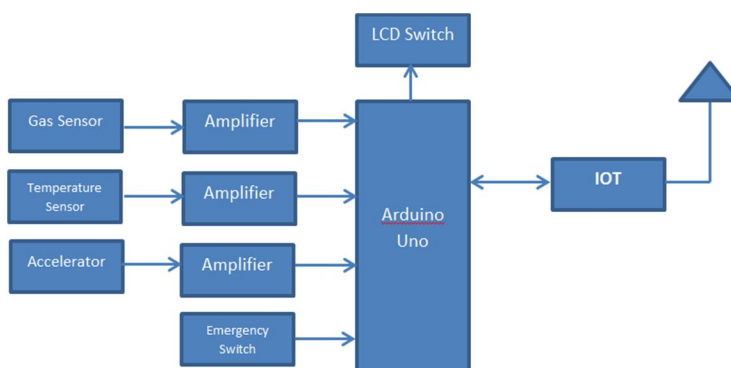 LCD Switch
Gas Sensor
Amplifier
Temperature
Sensor
Amplifier
Accelerator
Amplifier
Emergency
Switch
Arduino
Uno
IOT